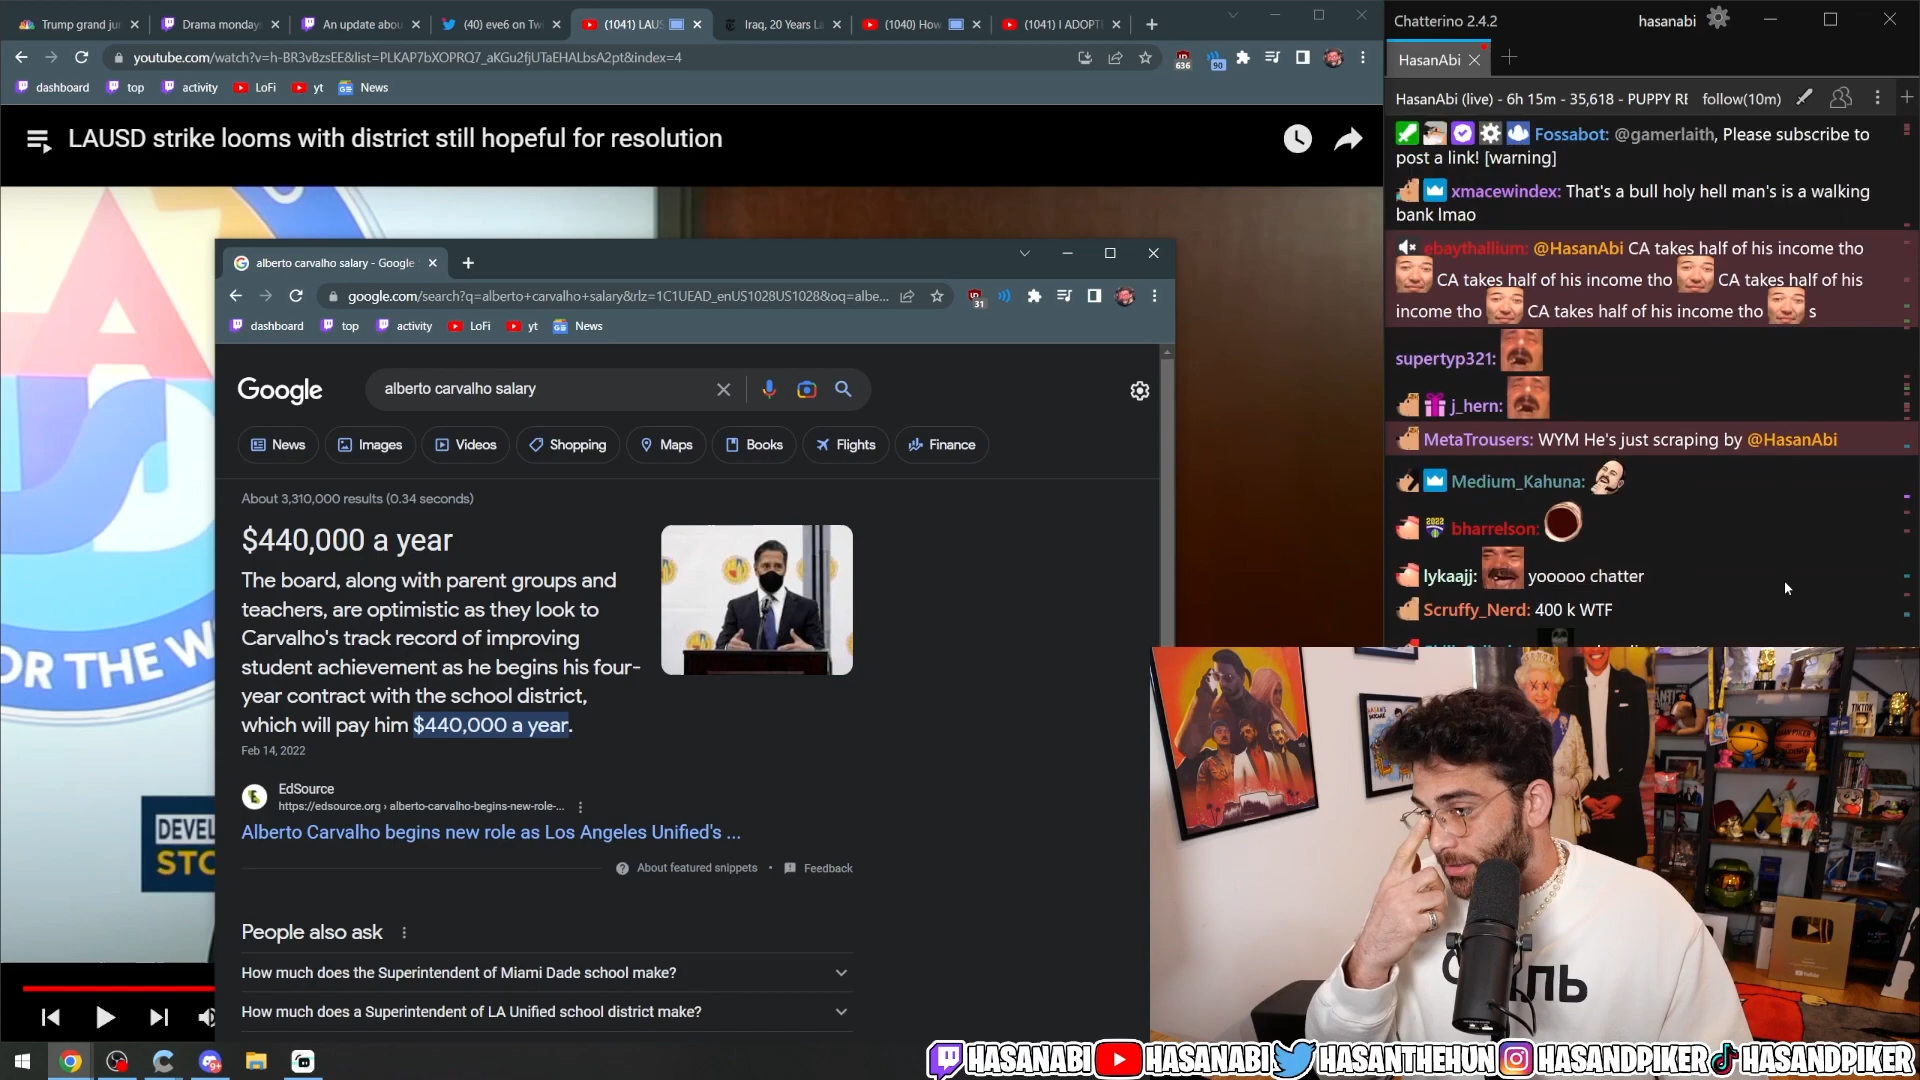 Trump grand jur
Drama monday
An update abou
(40) eve6 on Tw
(1041) LAUS
Iraq, 20 Years La
(1040) How
(1041) I ADOPT
youtube.com/watch?v=h-BR3vBzsEE&list=PLKAP7bXOPRQ7_aKGu2fjUTaEHALbsA2pt&index=4
636
90
dashboard top activity LoFi yt News
LAUSD strike looms with district still hopeful for resolution
OR THE W
DEVEL
STO
alberto carvalho salary - Google
google.com/search?q=alberto+carvalho+salary&rlz=1C1UEAD_enUS1028US1028&oq=albe...
31
dashboard top activity LoFi yt News
Google
alberto carvalho salary
News Images Videos Shopping Maps Books Flights Finance
About 3,310,000 results (0.34 seconds)
$440,000 a year
The board, along with parent groups and
teachers, are optimistic as they look to
Carvalho's track record of improving
student achievement as he begins his four-
year contract with the school district,
which will pay him $440,000 a year.
Feb 14, 2022
EdSource
https://edsource.org › alberto-carvalho-begins-new-role-...
Alberto Carvalho begins new role as Los Angeles Unified's ...
About featured snippets • Feedback
People also ask
How much does the Superintendent of Miami Dade school make?
How much does a Superintendent of LA Unified school district make?
Chatterino 2.4.2
hasanabi
HasanAbi
HasanAbi (live) - 6h 15m - 35,618 - PUPPY RE
follow(10m)
Fossabot: @gamerlaith, Please subscribe to
post a link! [warning]
xmacewindex: That's a bull holy hell man's is a walking
bank lmao
ebaythallium: @HasanAbi CA takes half of his income tho
CA takes half of his income tho CA takes half of his
income tho CA takes half of his income tho s
supertyp321:
j_hern:
MetaTrousers: WYM He's just scraping by @HasanAbi
Medium_Kahuna:
2022 bharrelson:
lykaajj: yooooo chatter
Scruffy_Nerd: 400 k WTF
TIKTOK
HASANABI HASANABI HASANTHEHUN HASANDPIKER HASANDPIKER